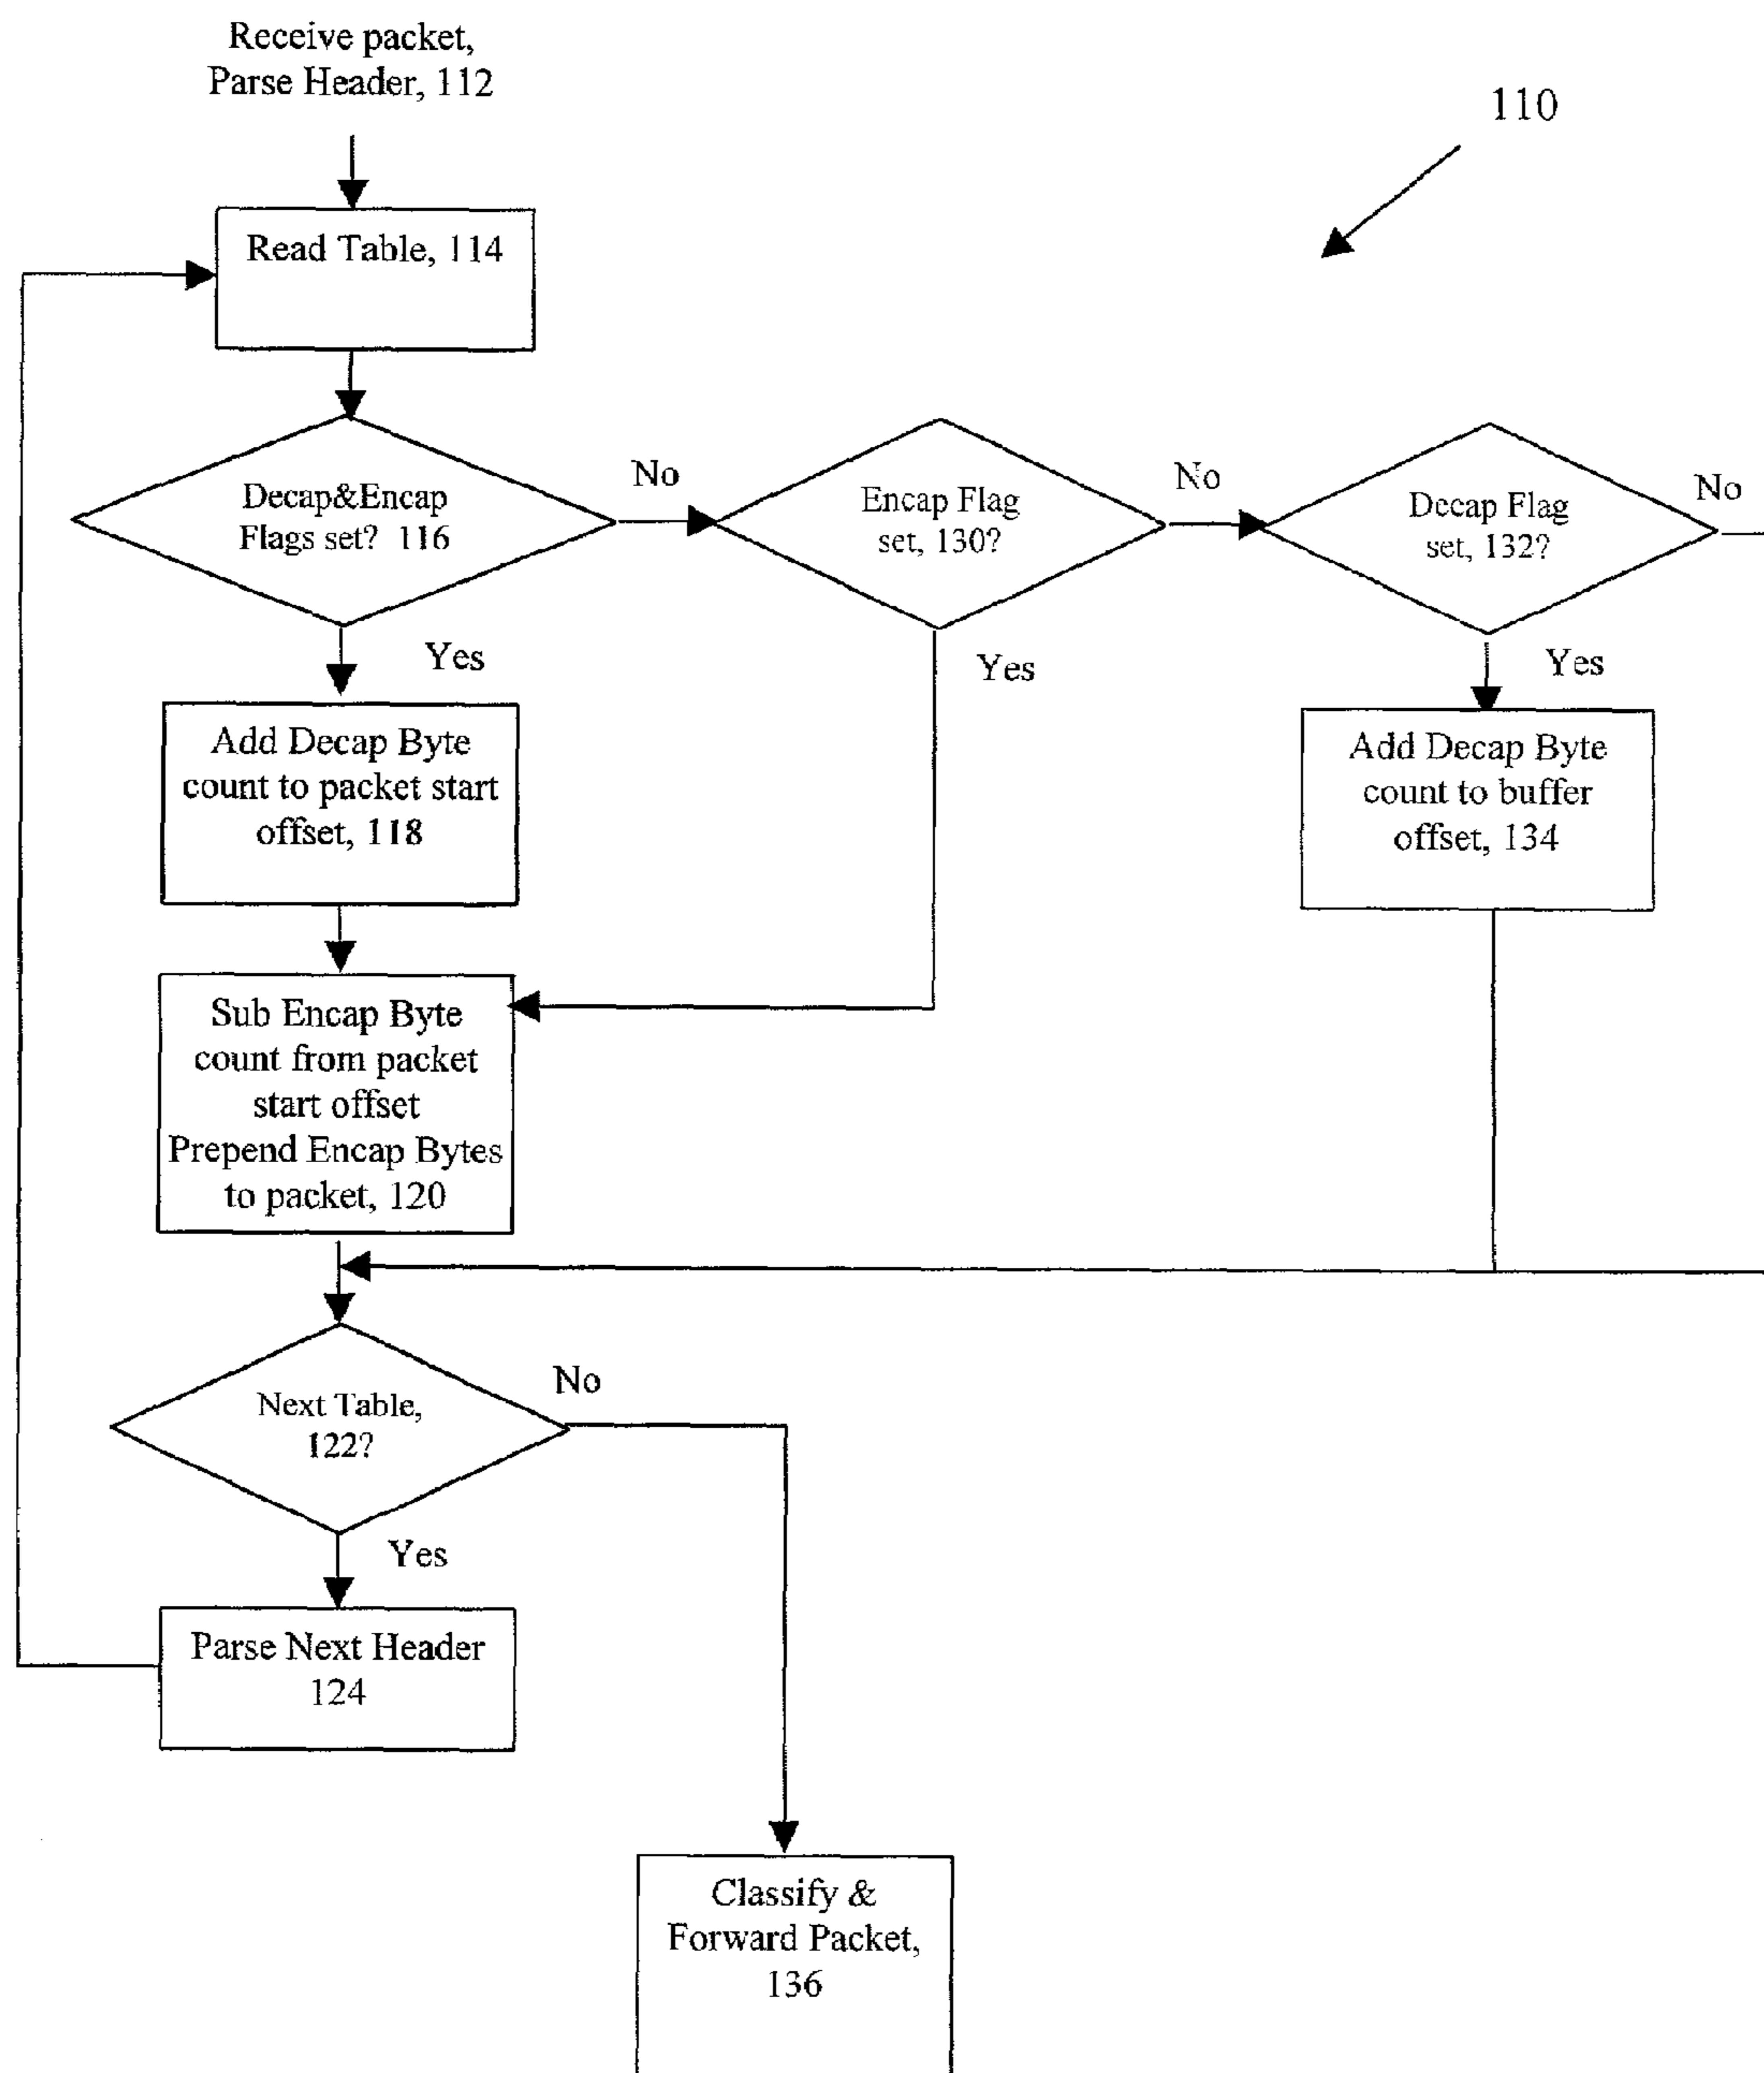 Receive packet,
Parse Header, 112
110
Read Table, 114
Decap&Encap
Flags set? 116
No
Encap Flag
set, 130?
No
Decap Flag
set, 132?
No
Yes
Yes
Yes
Add Decap Byte
count to packet start
offset, 118
Add Decap Byte
count to buffer
offset, 134
Sub Encap Byte
count from packet
start offset
Prepend Encap Bytes
to packet, 120
Next Table,
122?
No
Yes
Parse Next Header
124
Classify &
Forward Packet,
136